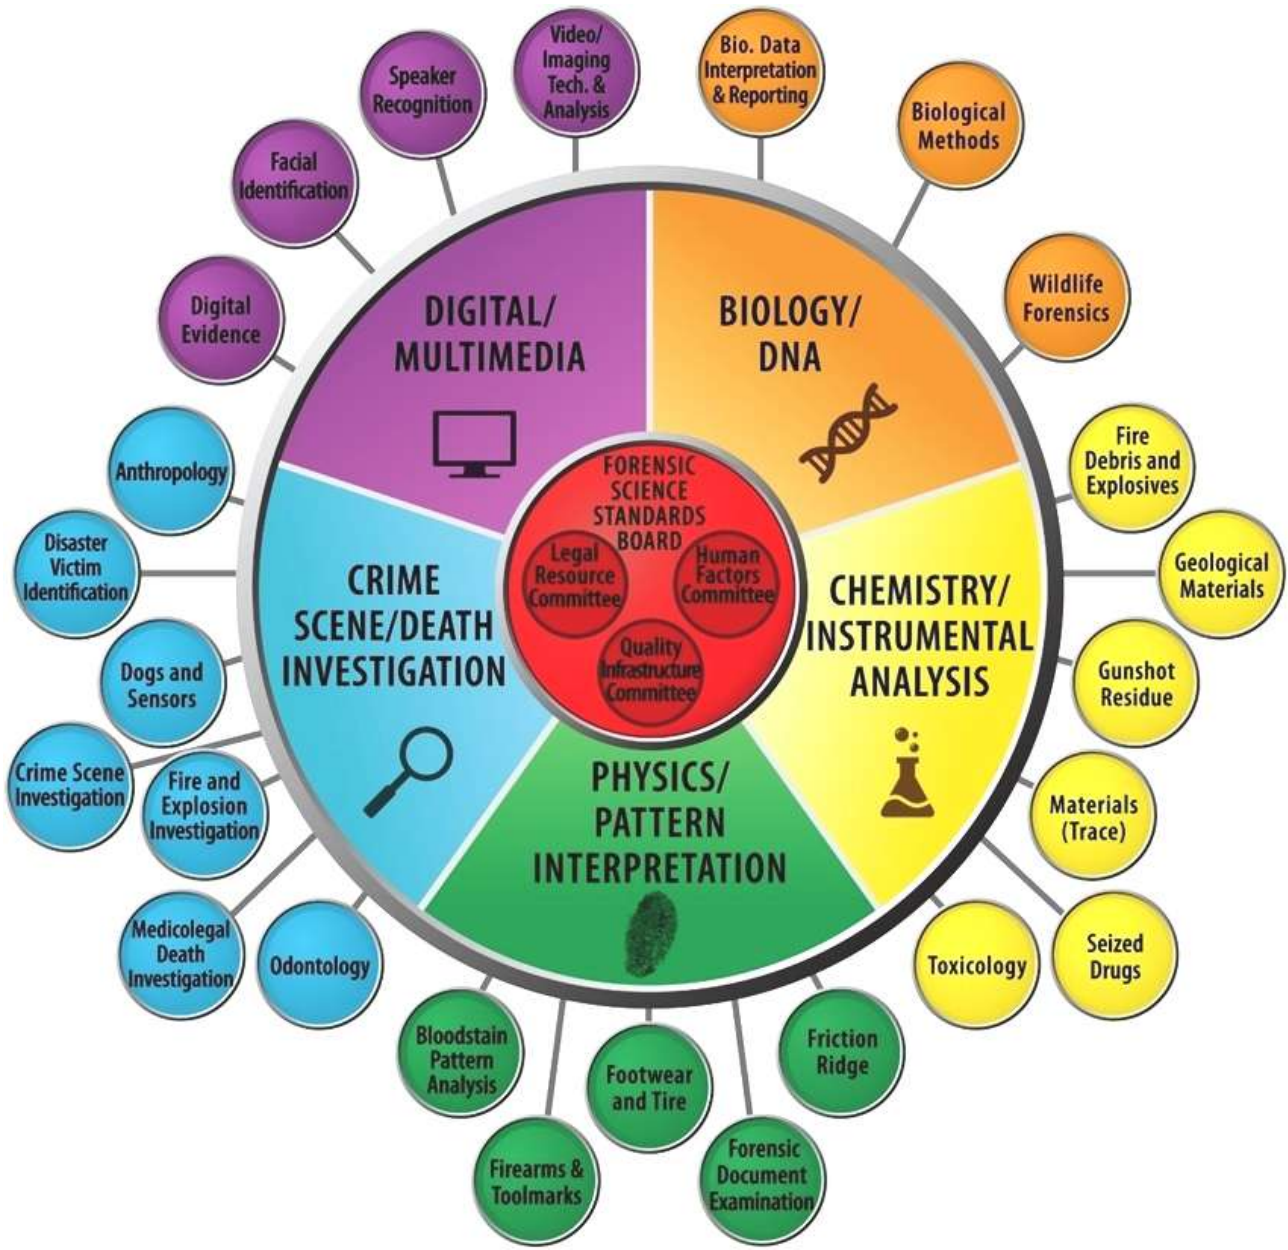 Video/
Imaging
Tech. &
Analysis
Bio. Data
Interpretation
& Reporting
Speaker
Recognition
Biological
Methods
Facial
Identification
Wildlife
Forensics
Digital
Evidence
DIGITAL/
MULTIMEDIA
BIOLOGY/
DNA
Anthropology
Fire
Debris and
Explosives
FORENSIC
SCIENCE
STANDARDS
BOARD
Legal
Resource
Committee
Human
Factors
Committee
Quality
Infrastructure
Committee
Disaster
Victim
Identification
Geological
Materials
CRIME
SCENE/DEATH
INVESTIGATION
CHEMISTRY/
INSTRUMENTAL
ANALYSIS
Dogs and
Sensors
Gunshot
Residue
Crime Scene
Investigation
Fire and
Explosion
Investigation
PHYSICS/
PATTERN
INTERPRETATION
Materials
(Trace)
Medicolegal
Death
Investigation
Odontology
Toxicology
Seized
Drugs
Bloodstain
Pattern
Analysis
Footwear
and Tire
Friction
Ridge
Firearms &
Toolmarks
Forensic
Document
Examination